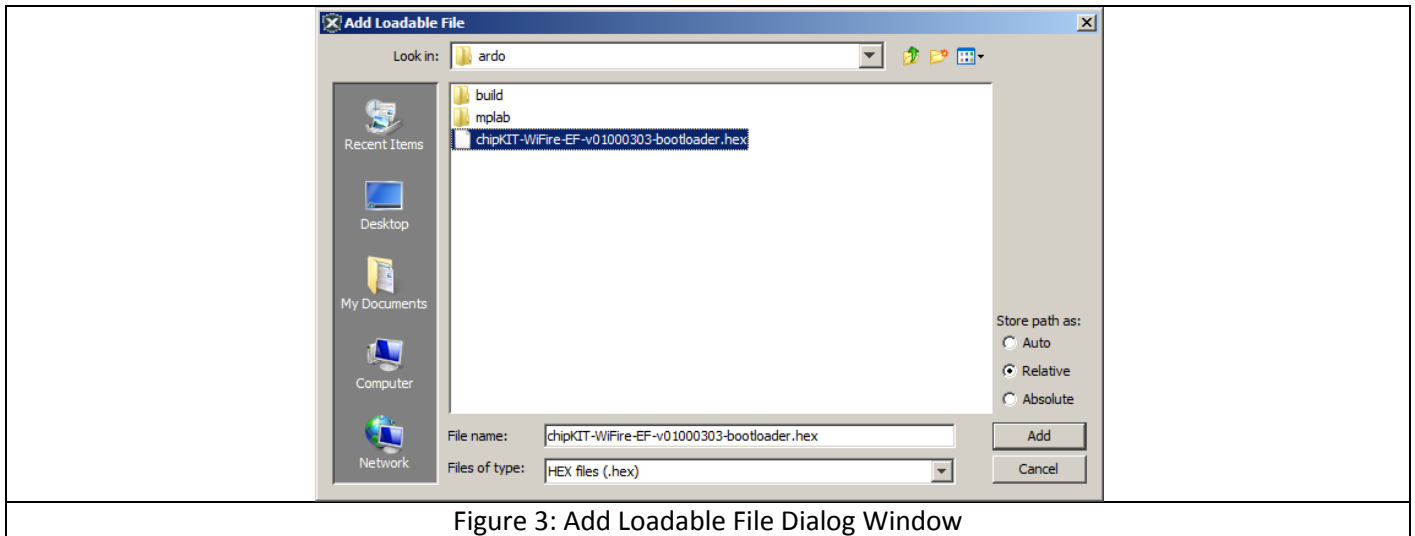 Add Loadable File
Look in: ardo
build
mplab
chipKIT-WiFire-EF-v01000303-bootloader.hex
Recent Items
Desktop
My Documents
Computer
Network
Store path as:
Auto
Relative
Absolute
File name: chipKIT-WiFire-EF-v01000303-bootloader.hex
Add
Files of type: HEX files (.hex)
Cancel
Figure 3: Add Loadable File Dialog Window